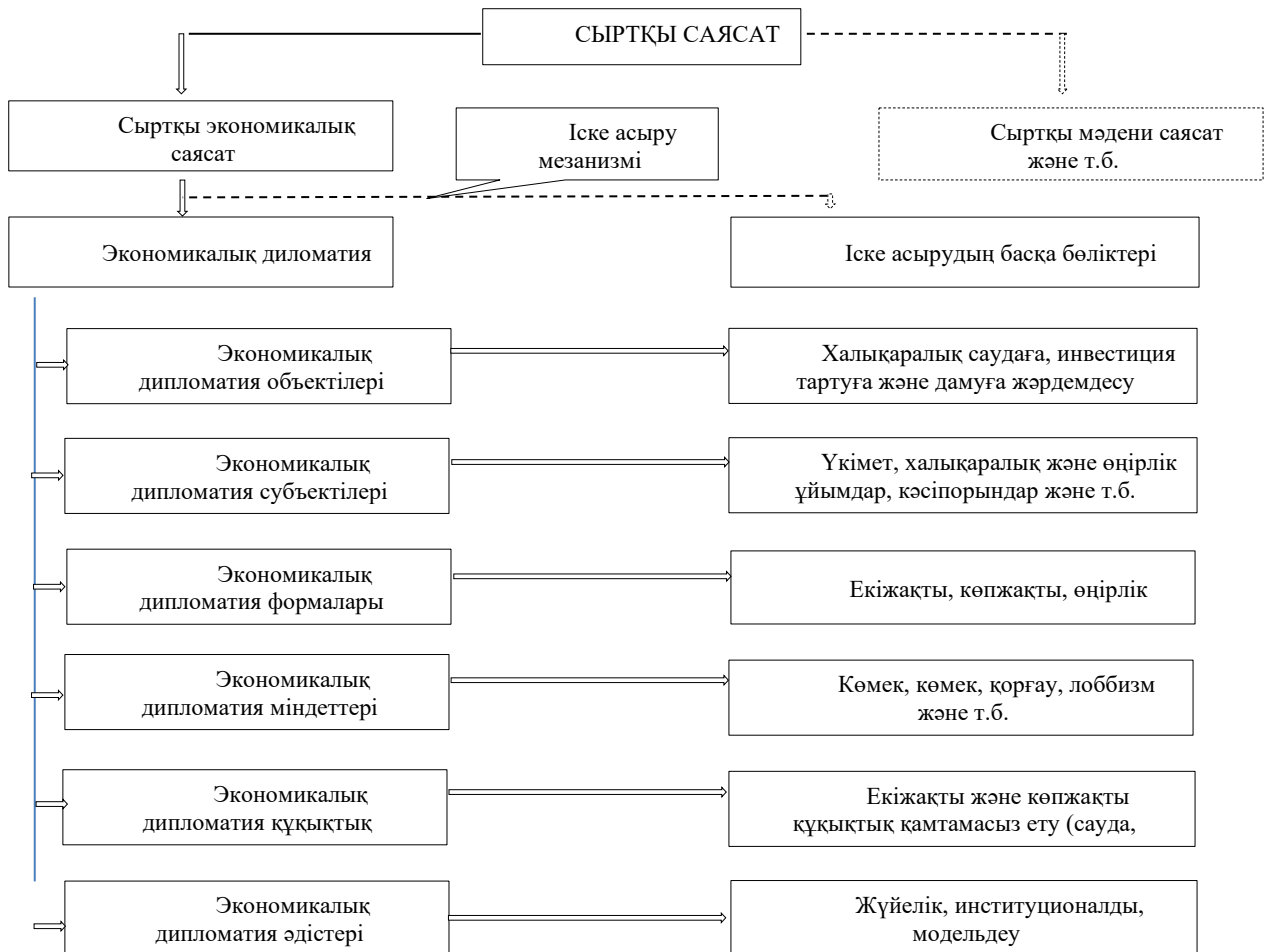 СЫРТҚЫ САЯСАТ
Сыртқы экономикалық
саясат
Іске асыру
мезанизмі
Сыртқы мәдени саясат
және т.б.
Экономикалық диломатия
Іске асырудың басқа бөліктері
Экономикалық
дипломатия объектілері
Халықаралық саудаға, инвестиция
тартуға және дамуға жәрдемдесу
Экономикалық
дипломатия субъектілері
Үкімет, халықаралық және өңірлік
ұйымдар, кәсіпорындар және т.б.
Экономикалық
дипломатия формалары
Екіжақты, көпжақты, өңірлік
Экономикалық
дипломатия міндеттері
Көмек, көмек, қорғау, лоббизм
және т.б.
Экономикалық
дипломатия құқықтық
Екіжақты және көпжақты
құқықтық қамтамасыз ету (сауда,
Экономикалық
дипломатия әдістері
Жүйелік, институционалды,
модельдеу